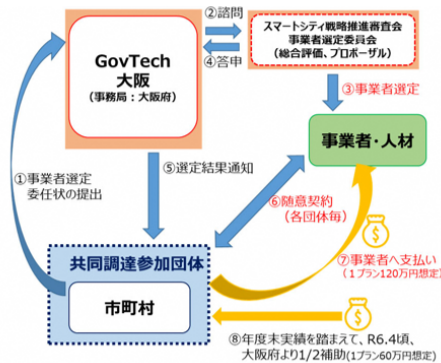 ②諮問
④答申
スマートシティ戦略推進審査会
事業者選定委員会
（総合評価、プロポーザル）
GovTech
大阪
（事務局：大阪府）
③事業者選定
事業者・人材
①事業者選定
委任状の提出
⑤選定結果通知
⑥随意契約
（各団体毎）
共同調達参加団体
市町村
⑦事業者へ支払い
（1プラン120万円想定）
⑧年度末実績を踏まえて、R6.4頃、
大阪府より1/2補助(1プラン60万円想定)